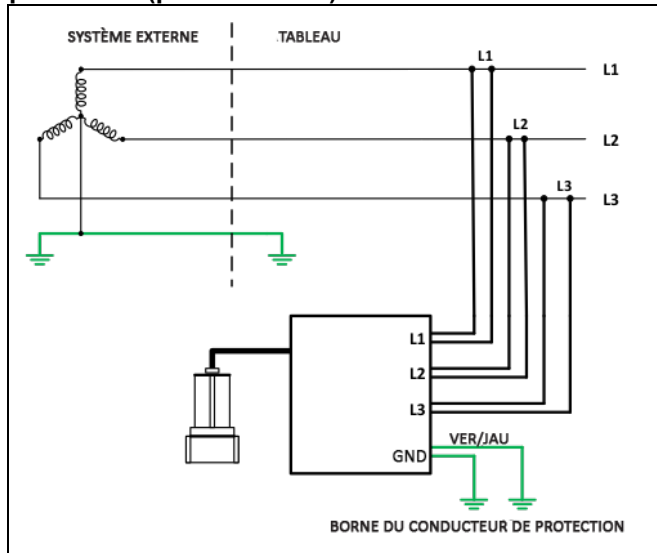 SYSTÈME EXTERNE
.TABLEAU
L1
L1
L2
L2
L3
L3
L1
L2
L3
VER/JAU
GND
BORNE DU CONDUCTEUR DE PROTECTION